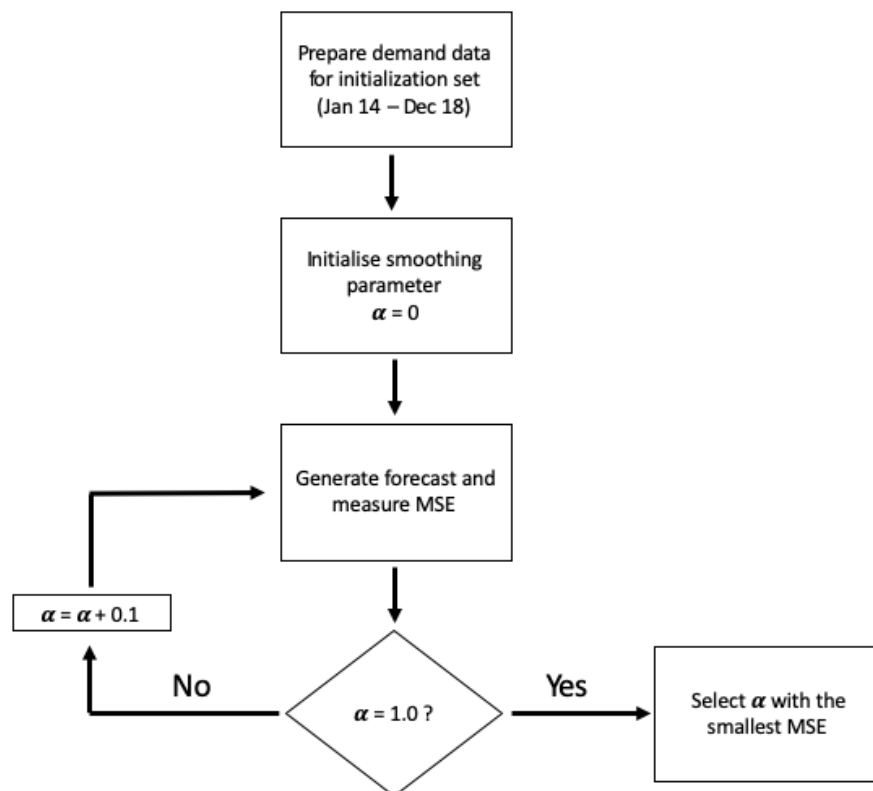 Prepare demand data
for initialization set
(Jan 14 – Dec 18)
Initialise smoothing
parameter
α = 0
Generate forecast and
measure MSE
α = α + 0.1
No
α = 1.0 ?
Yes
Select α with the
smallest MSE